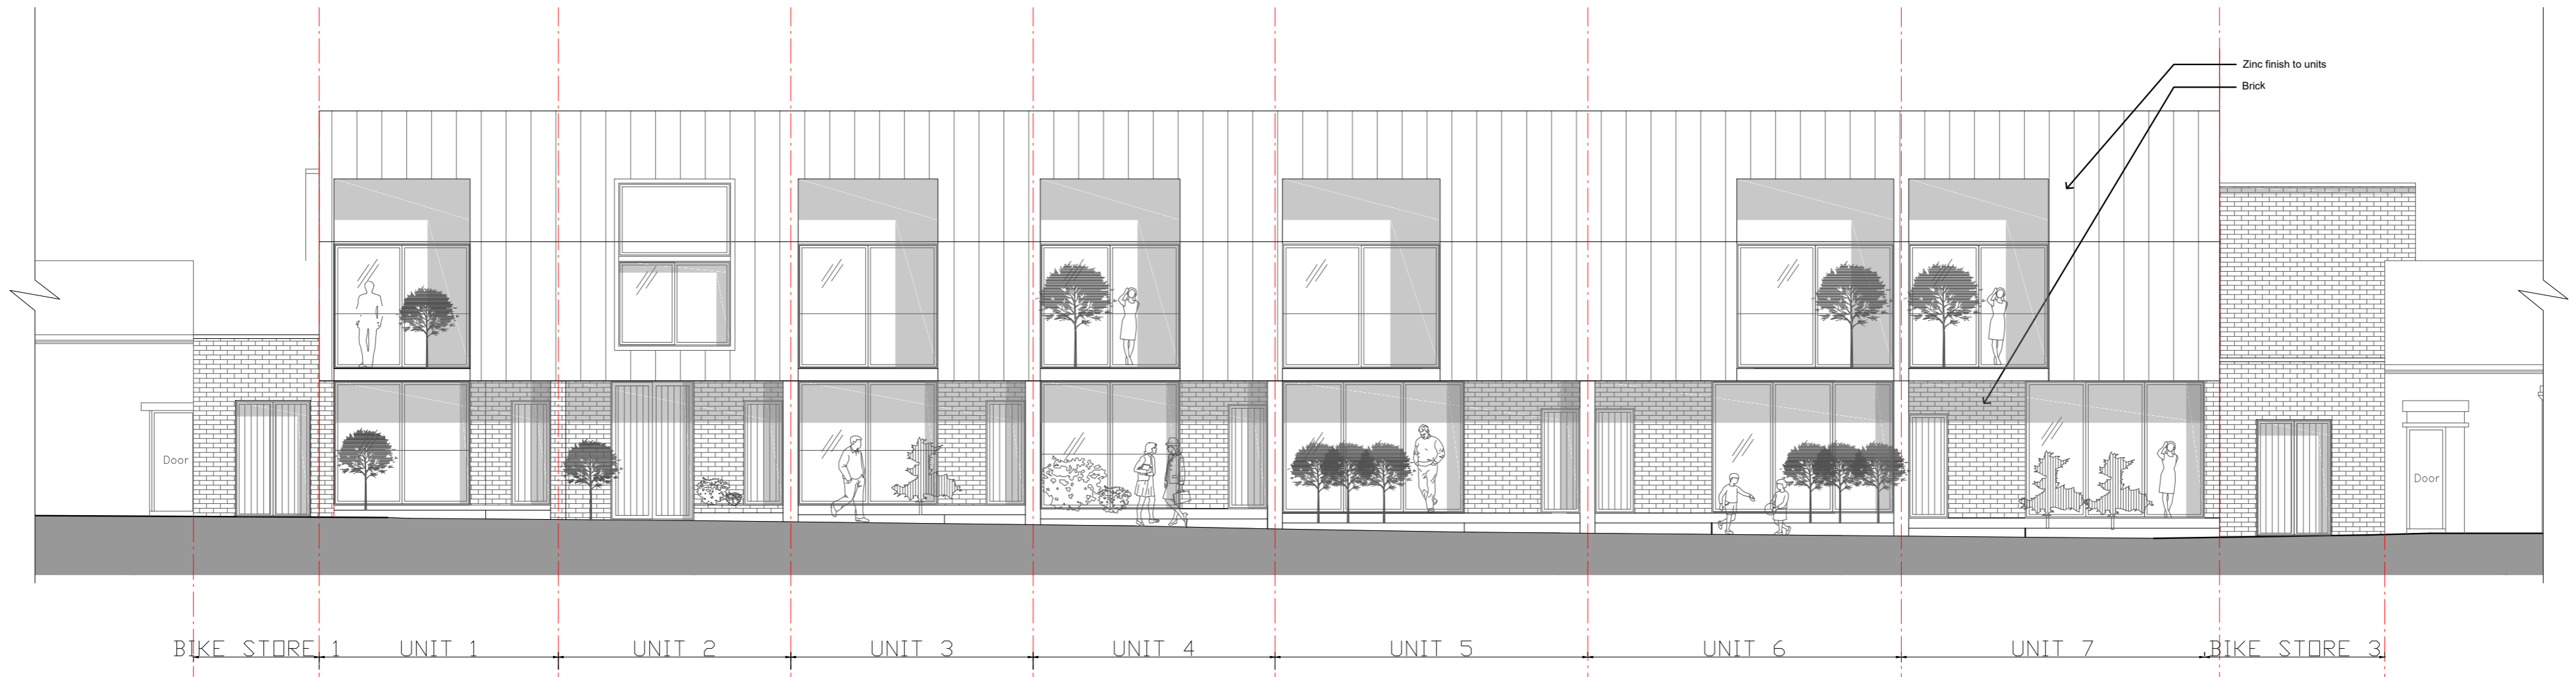 Zinc finish to units
Brick
Door
Door
BIKE STORE 1
UNIT 1
UNIT 2
UNIT 3
UNIT 4
UNIT 5
UNIT 6
UNIT 7
BIKE STORE 3